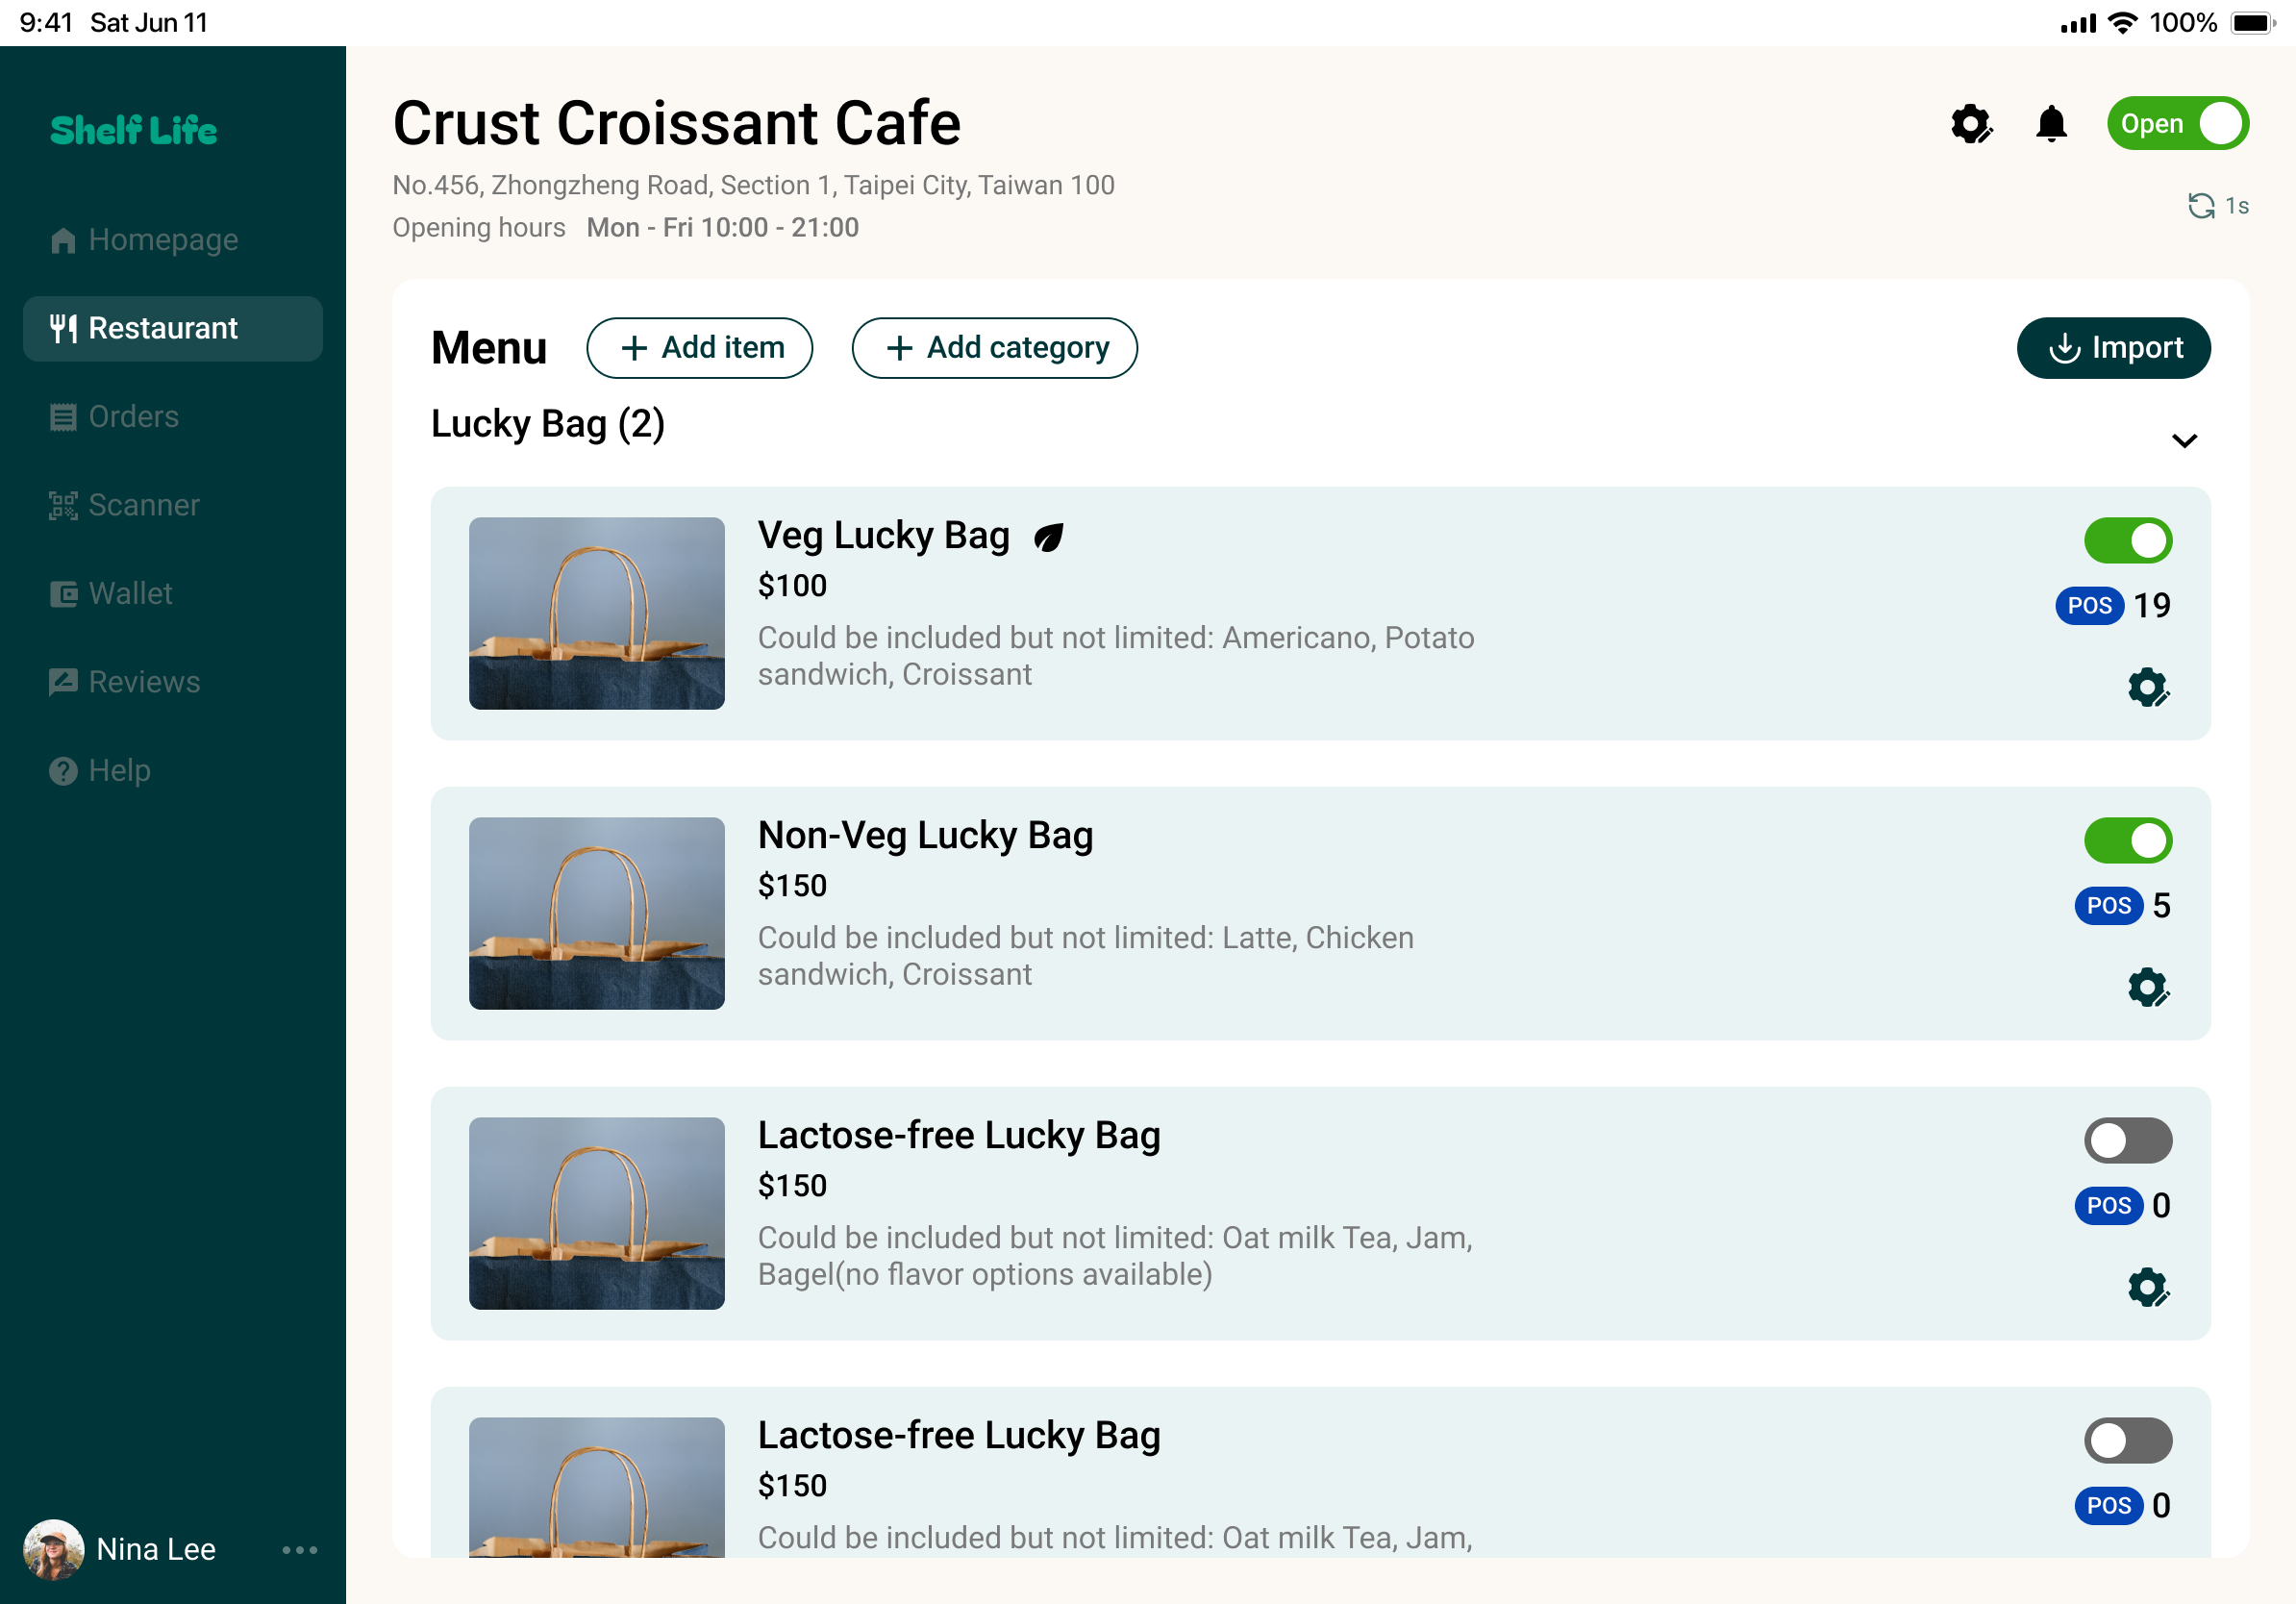 9:41 Sat Jun 11
100%
Shelf Life
Homepage
Restaurant
Orders
Scanner
Wallet
Reviews
Help
Nina Lee
Crust Croissant Cafe
Open
No.456, Zhongzheng Road, Section 1, Taipei City, Taiwan 100
1s
Opening hours Mon - Fri 10:00 - 21:00
Menu
+ Add item
+ Add category
Import
Lucky Bag (2)
Veg Lucky Bag
$100
POS 19
Could be included but not limited: Americano, Potato
sandwich, Croissant
Non-Veg Lucky Bag
$150
POS 5
Could be included but not limited: Latte, Chicken
sandwich, Croissant
Lactose-free Lucky Bag
$150
POS 0
Could be included but not limited: Oat milk Tea, Jam,
Bagel(no flavor options available)
Lactose-free Lucky Bag
$150
POS 0
Could be included but not limited: Oat milk Tea, Jam,